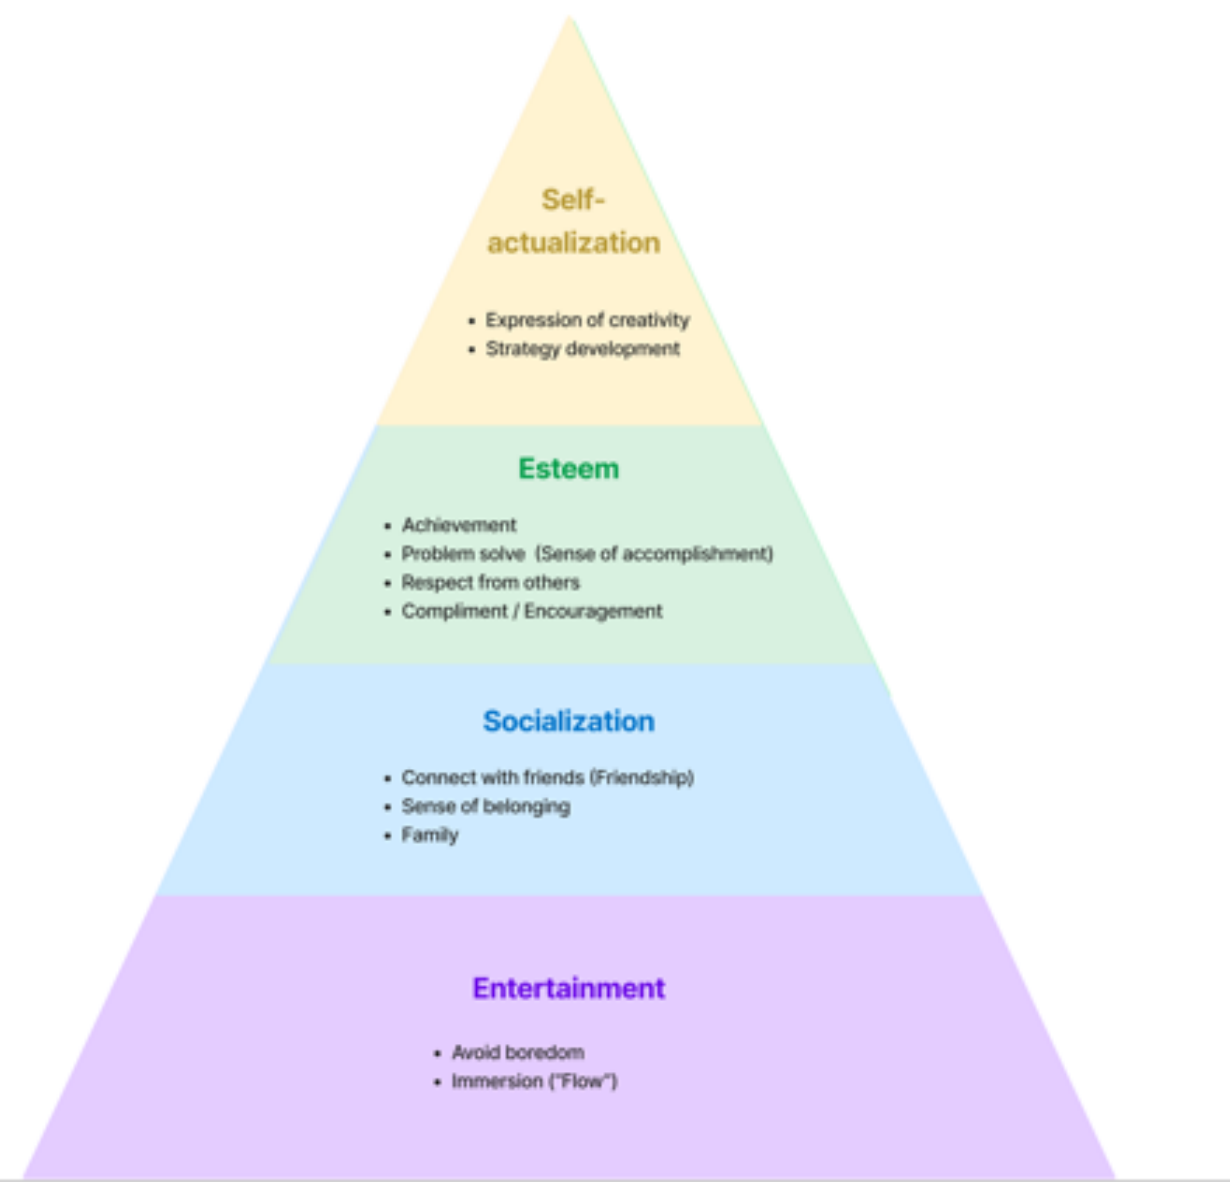 Self-
actualization
• Expression of creativity
• Strategy development
Esteem
• Achievement
• Problem solve (Sense of accomplishment)
• Respect from others
• Compliment / Encouragement
Socialization
• Connect with friends (Friendship)
• Sense of belonging
• Family
Entertainment
• Avoid boredom
• Immersion ("Flow")